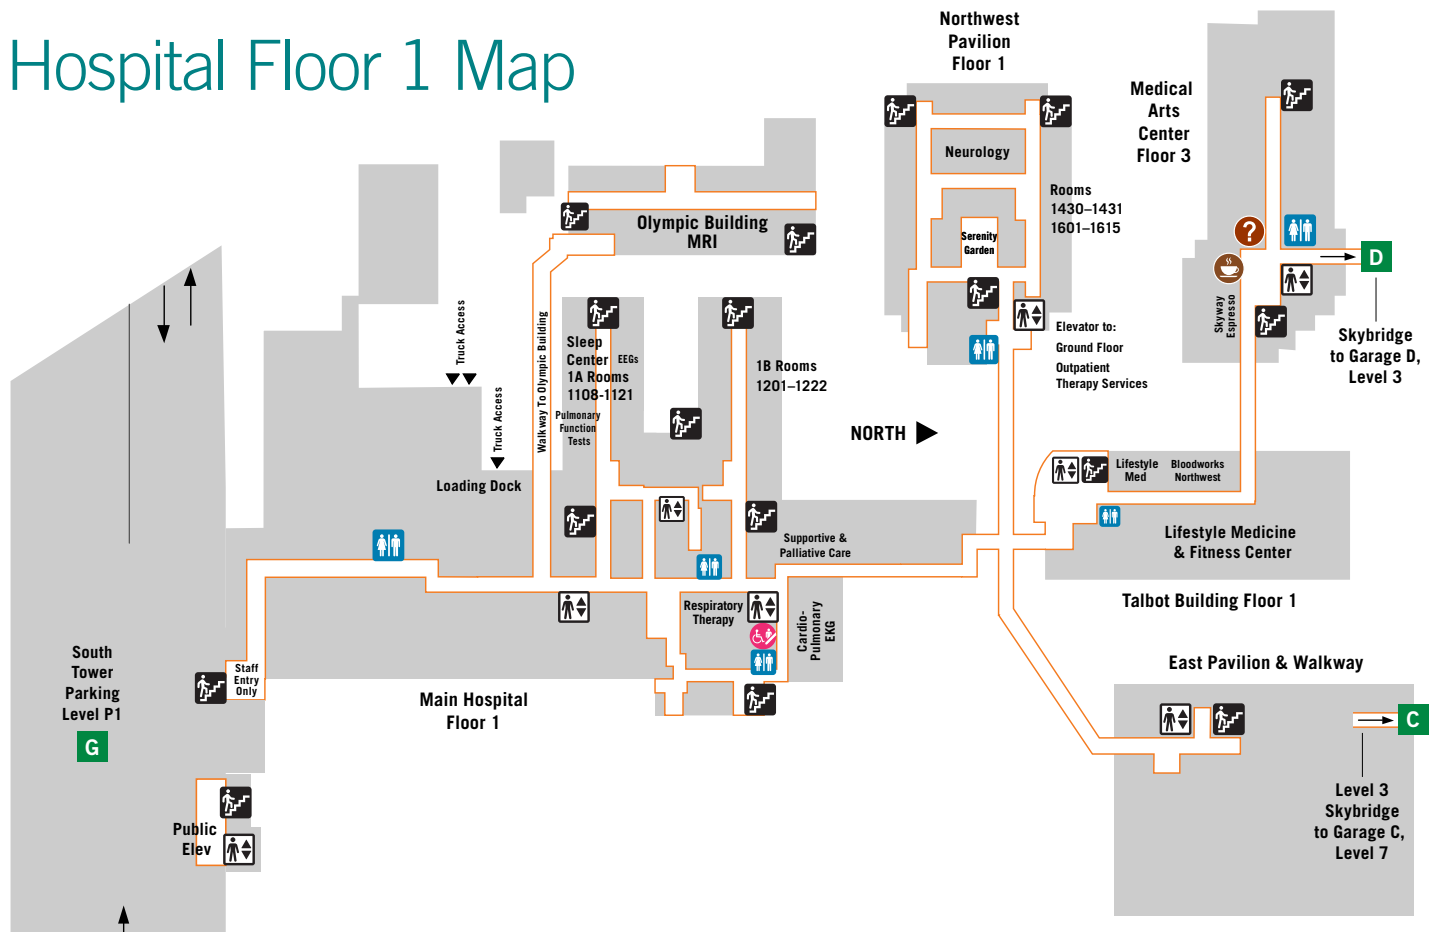 Hospital Floor 1 Map
Northwest
Pavilion
Floor 1
Neurology
Rooms
1430–1431
1601–1615
Serenity
Garden
Elevator to:
Ground Floor
Outpatient
Therapy Services
Medical
Arts
Center
Floor 3
?
Skyway
Espresso
D
Skybridge
to Garage D,
Level 3
Olympic Building
MRI
Walkway To Olympic Building
Truck Access
Truck Access
Loading Dock
Sleep
Center
1A Rooms
1108-1121
EEGs
Pulmonary
Function
Tests
1B Rooms
1201–1222
NORTH
Supportive &
Palliative Care
Lifestyle
Med
Bloodworks
Northwest
Lifestyle Medicine
& Fitness Center
Talbot Building Floor 1
Respiratory
Therapy
Cardio-
Pulmonary
EKG
Main Hospital
Floor 1
Staff
Entry
Only
South
Tower
Parking
Level P1
G
Public
Elev
East Pavilion & Walkway
C
Level 3
Skybridge
to Garage C,
Level 7